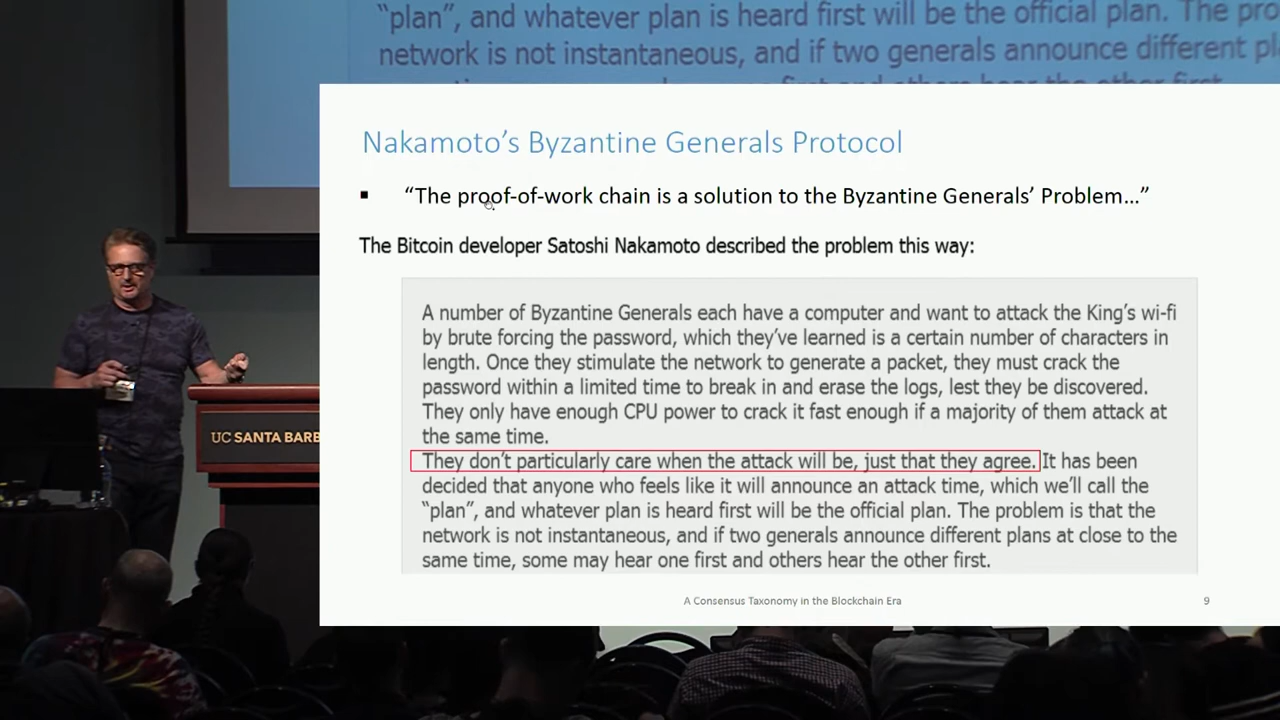 "plan", and whatever plan is heard first will be the official plan. The pro
network is not instantaneous, and if two generals announce different pl
first and others hear the other first.
Nakamoto's Byzantine Generals Protocol
▪ "The proof-of-work chain is a solution to the Byzantine Generals' Problem…"
The Bitcoin developer Satoshi Nakamoto described the problem this way:
A number of Byzantine Generals each have a computer and want to attack the King's wi-fi
by brute forcing the password, which they've learned is a certain number of characters in
length. Once they stimulate the network to generate a packet, they must crack the
password within a limited time to break in and erase the logs, lest they be discovered.
They only have enough CPU power to crack it fast enough if a majority of them attack at
the same time.
They don't particularly care when the attack will be, just that they agree. It has been
decided that anyone who feels like it will announce an attack time, which we'll call the
"plan", and whatever plan is heard first will be the official plan. The problem is that the
network is not instantaneous, and if two generals announce different plans at close to the
same time, some may hear one first and others hear the other first.
A Consensus Taxonomy in the Blockchain Era
9
UC SANTA BARB